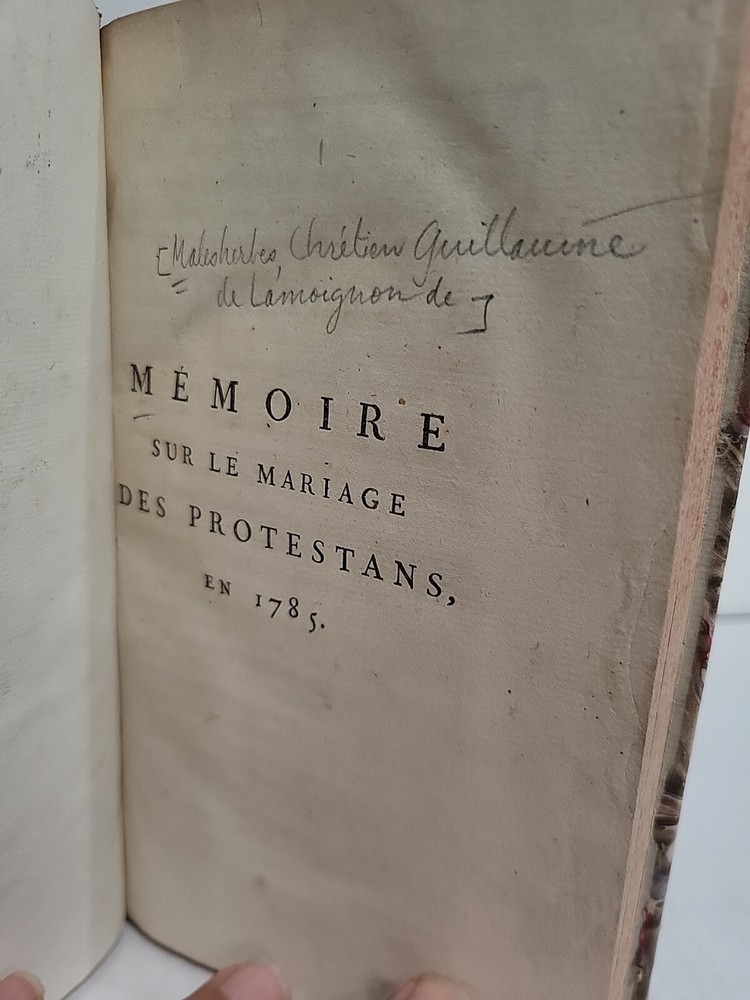 [Malesherbes, Chrétien Guillaume
de Lamoignon de]
MÉMOIRE
SUR LE MARIAGE
DES PROTESTANS,
EN 1785.